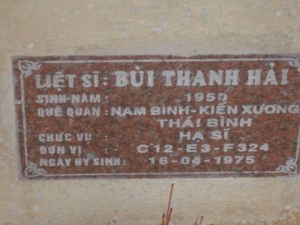 LIỆT SĨ: BÙI THANH HẢI
SINH NĂM: 1950
QUÊ QUÁN: NAM BÌNH-KIẾN XƯƠNG
THÁI BÌNH
CHỨC VỤ: HẠ SĨ
ĐƠN VỊ: C12-E3-F324
NGÀY HY SINH: 16-04-1975